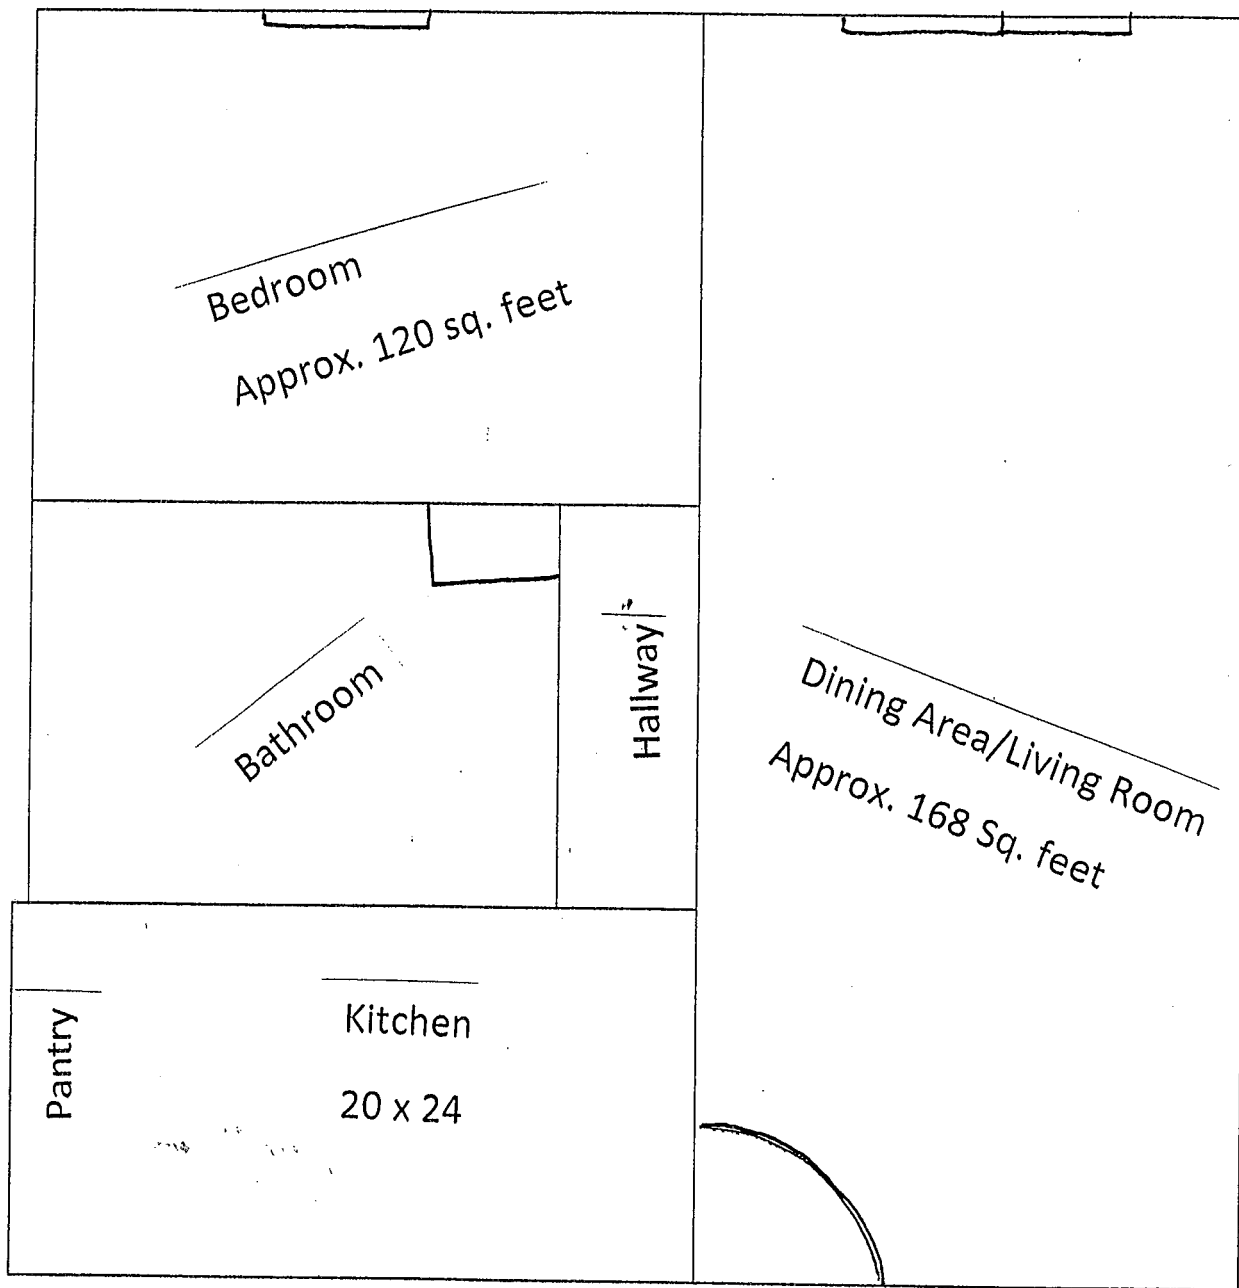 Bedroom
Approx. 120 sq. feet
Bathroom
Hallway
Dining Area/Living Room
Approx. 168 Sq. feet
Pantry
Kitchen
20 x 24